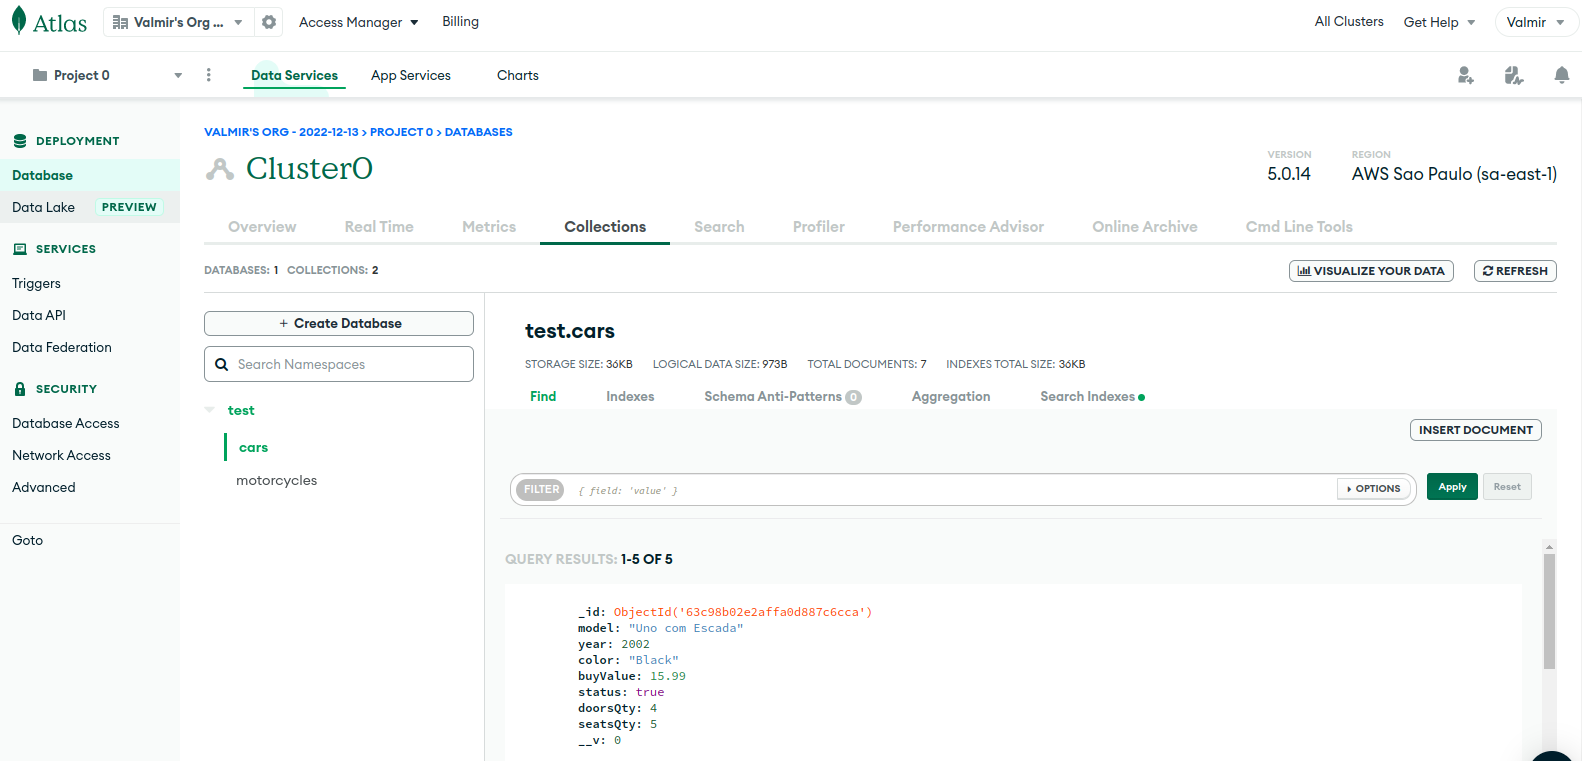 Atlas
Valmir's Org ...
Access Manager
Billing
All Clusters
Get Help
Valmir
Project 0
Data Services
App Services
Charts
DEPLOYMENT
Database
Data Lake PREVIEW
SERVICES
Triggers
Data API
Data Federation
SECURITY
Database Access
Network Access
Advanced
Goto
VALMIR'S ORG - 2022-12-13 > PROJECT 0 > DATABASES
Cluster0
VERSION
5.0.14
REGION
AWS Sao Paulo (sa-east-1)
Overview
Real Time
Metrics
Collections
Search
Profiler
Performance Advisor
Online Archive
Cmd Line Tools
DATABASES: 1 COLLECTIONS: 2
VISUALIZE YOUR DATA
REFRESH
+ Create Database
Search Namespaces
test
cars
motorcycles
test.cars
STORAGE SIZE: 36KB
LOGICAL DATA SIZE: 973B
TOTAL DOCUMENTS: 7
INDEXES TOTAL SIZE: 36KB
Find
Indexes
Schema Anti-Patterns 0
Aggregation
Search Indexes
INSERT DOCUMENT
FILTER
{ field: 'value' }
OPTIONS
Apply
Reset
QUERY RESULTS: 1-5 OF 5
_id: ObjectId('63c98b02e2affa0d887c6cca')
model: "Uno com Escada"
year: 2002
color: "Black"
buyValue: 15.99
status: true
doorsQty: 4
seatsQty: 5
__v: 0